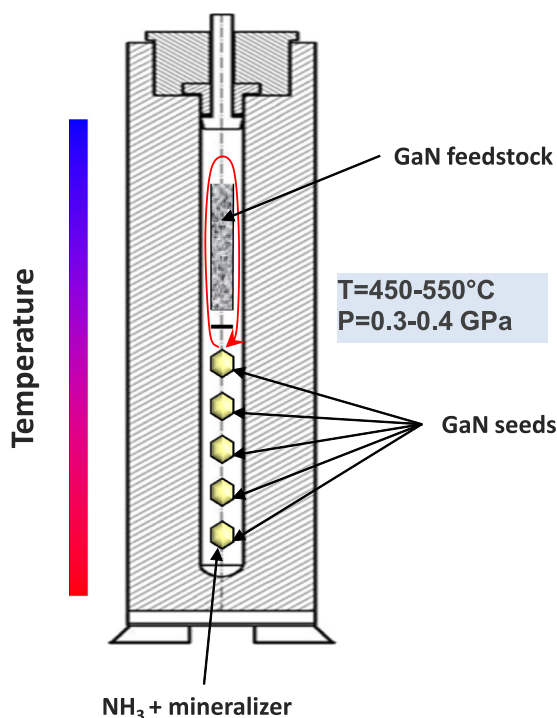 GaN feedstock
T=450-550°C
P=0.3-0.4 GPa
Temperature
GaN seeds
NH₃ + mineralizer